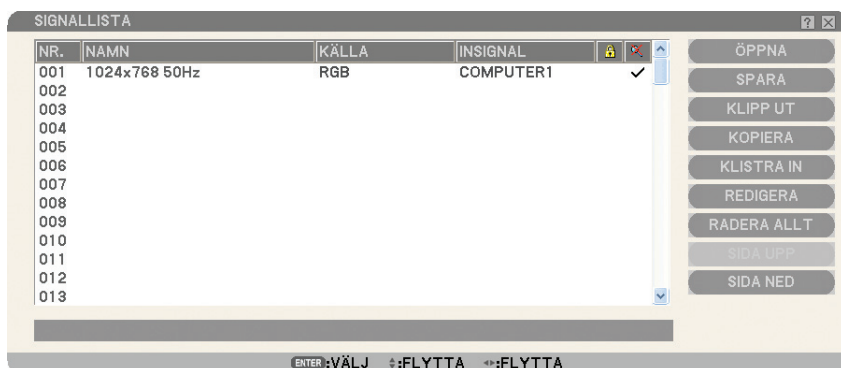 SIGNALLISTA
NR. NAMN KÄLLA INSIGNAL
001 1024x768 50Hz RGB COMPUTER1
002
003
004
005
006
007
008
009
010
011
012
013
ÖPPNA
SPARA
KLIPP UT
KOPIERA
KLISTRA IN
REDIGERA
RADERA ALLT
SIDA UPP
SIDA NED
ENTER:VÄLJ :FLYTTA :FLYTTA